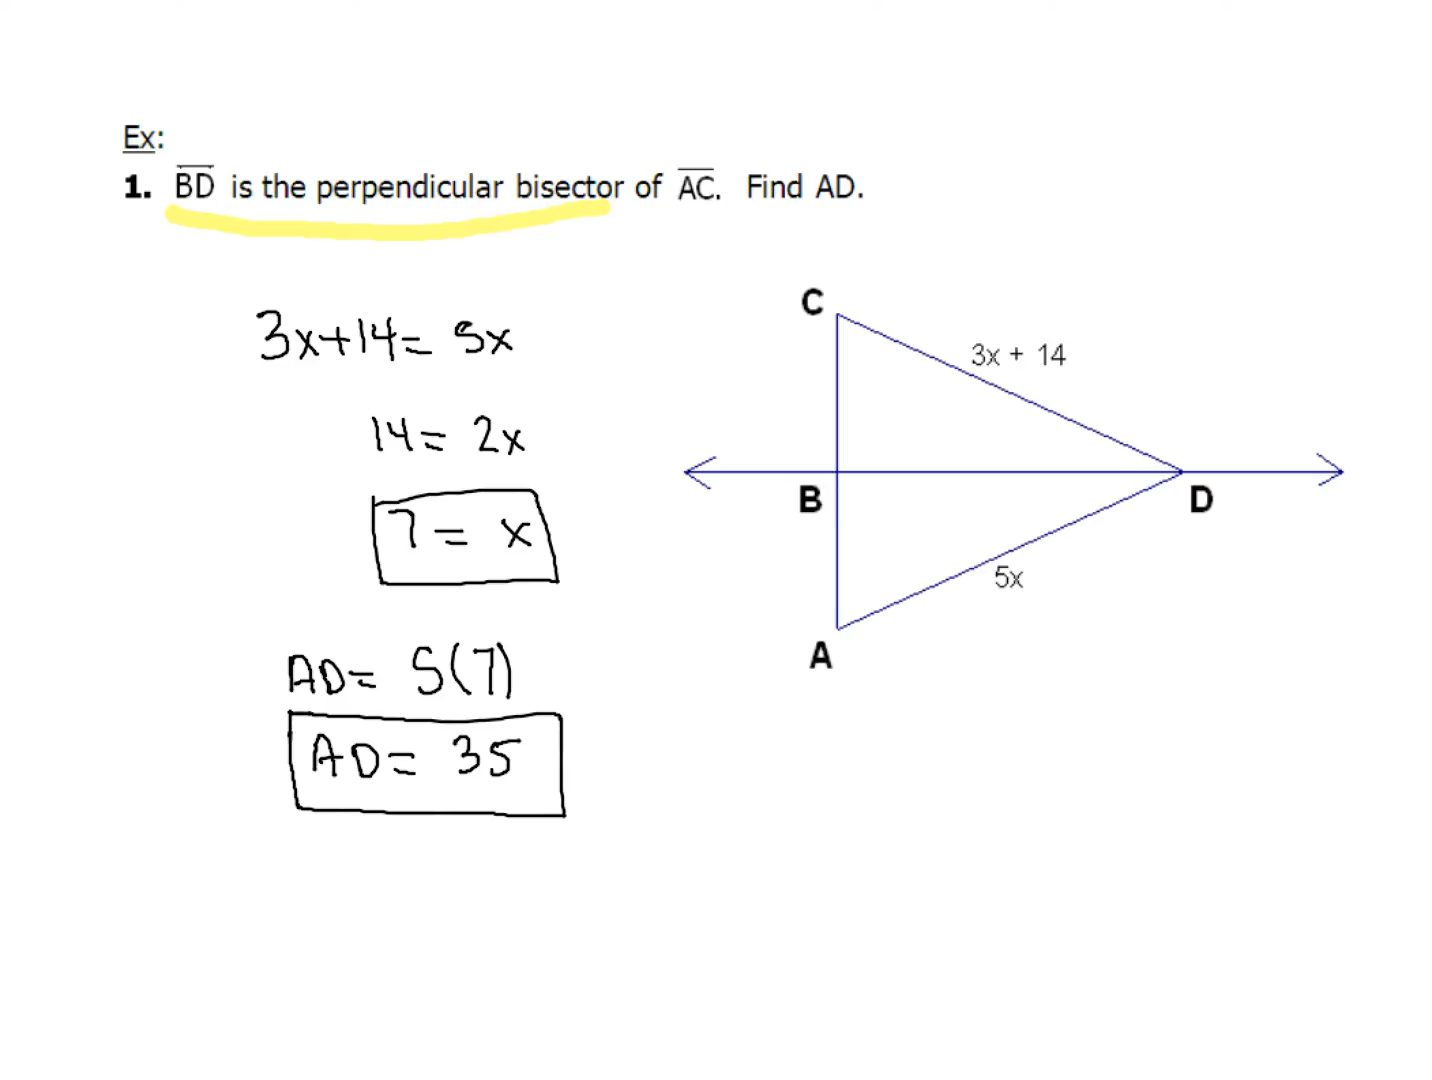 Ex:
1. BD is the perpendicular bisector of AC. Find AD.
3x+14= 5x
14= 2x
7= x
AD= 5(7)
AD= 35
C
3x + 14
B
D
5x
A